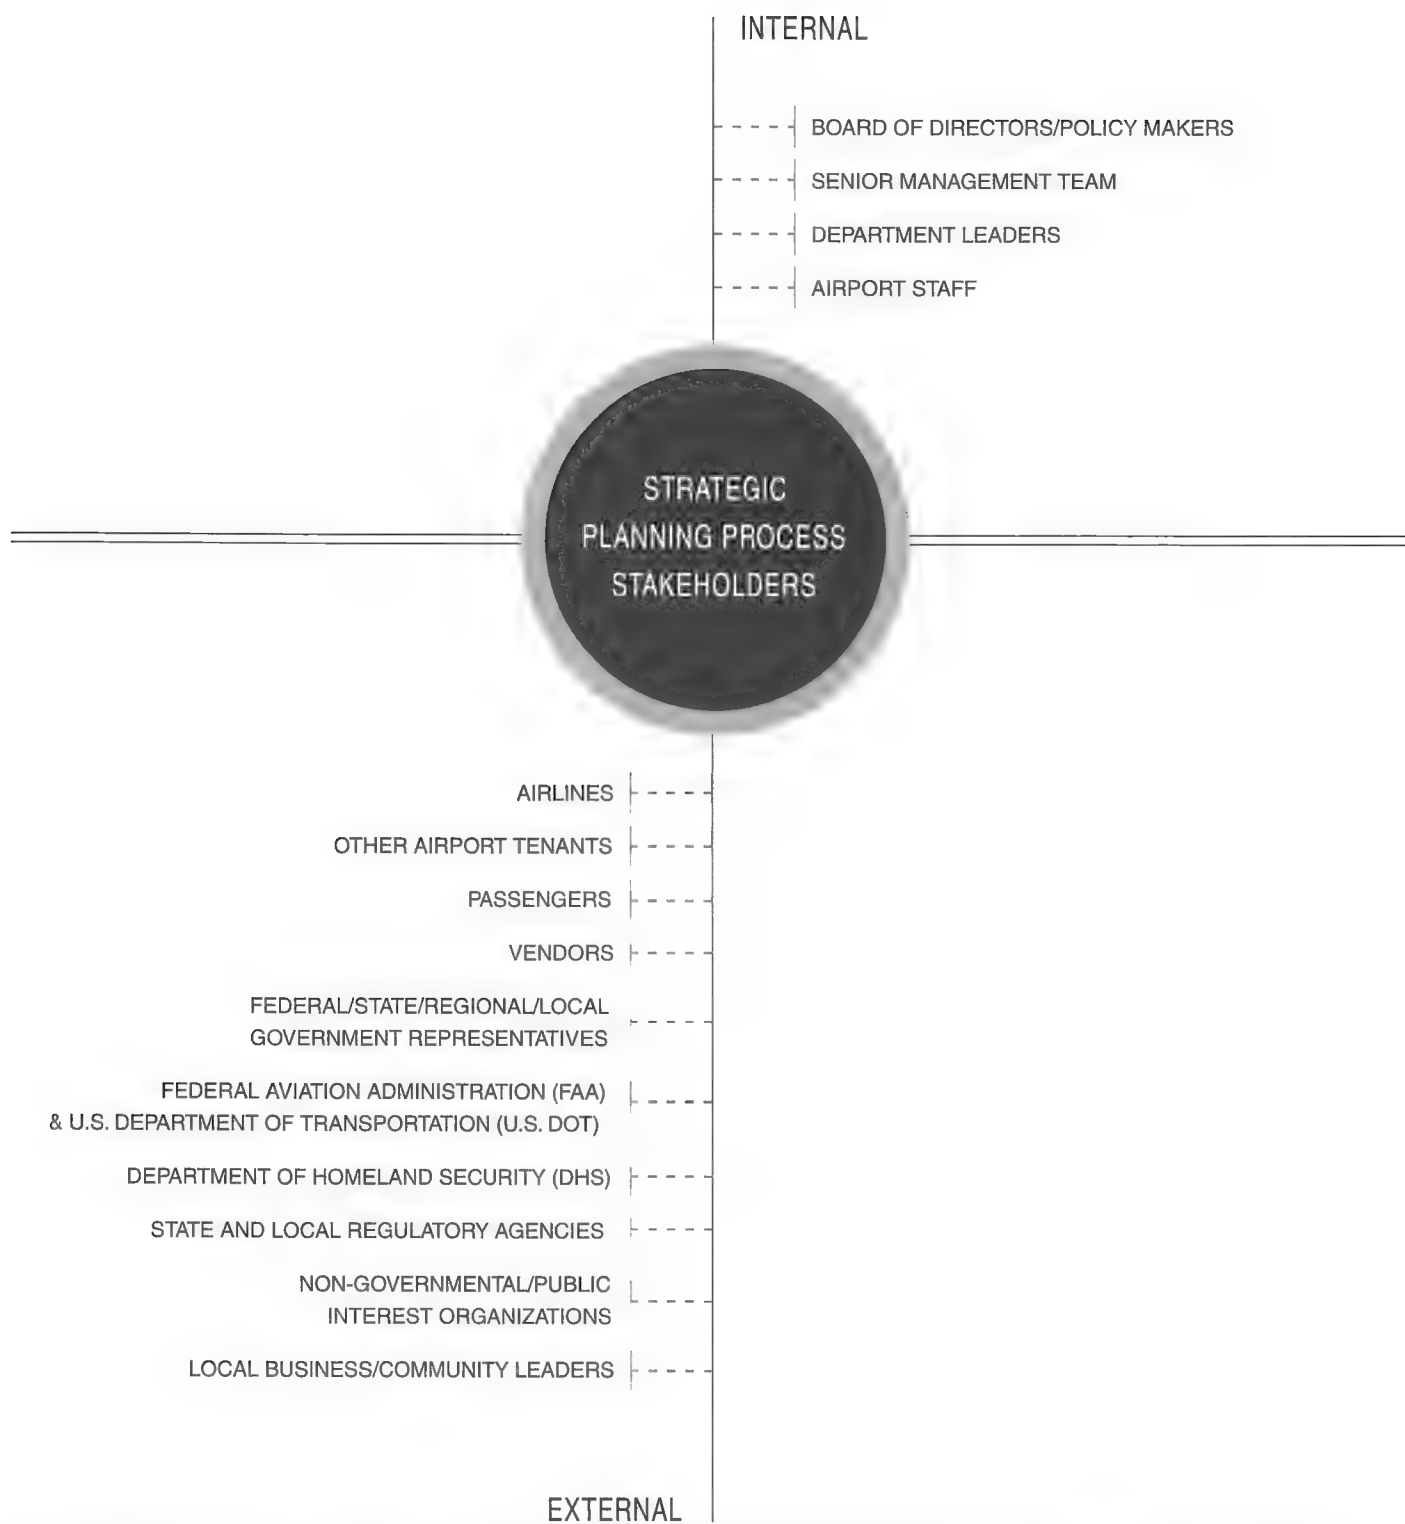 INTERNAL
BOARD OF DIRECTORS/POLICY MAKERS
SENIOR MANAGEMENT TEAM
DEPARTMENT LEADERS
AIRPORT STAFF
STRATEGIC
PLANNING PROCESS
STAKEHOLDERS
AIRLINES
OTHER AIRPORT TENANTS
PASSENGERS
VENDORS
FEDERAL/STATE/REGIONAL/LOCAL
GOVERNMENT REPRESENTATIVES
FEDERAL AVIATION ADMINISTRATION (FAA)
& U.S. DEPARTMENT OF TRANSPORTATION (U.S. DOT)
DEPARTMENT OF HOMELAND SECURITY (DHS)
STATE AND LOCAL REGULATORY AGENCIES
NON-GOVERNMENTAL/PUBLIC
INTEREST ORGANIZATIONS
LOCAL BUSINESS/COMMUNITY LEADERS
EXTERNAL